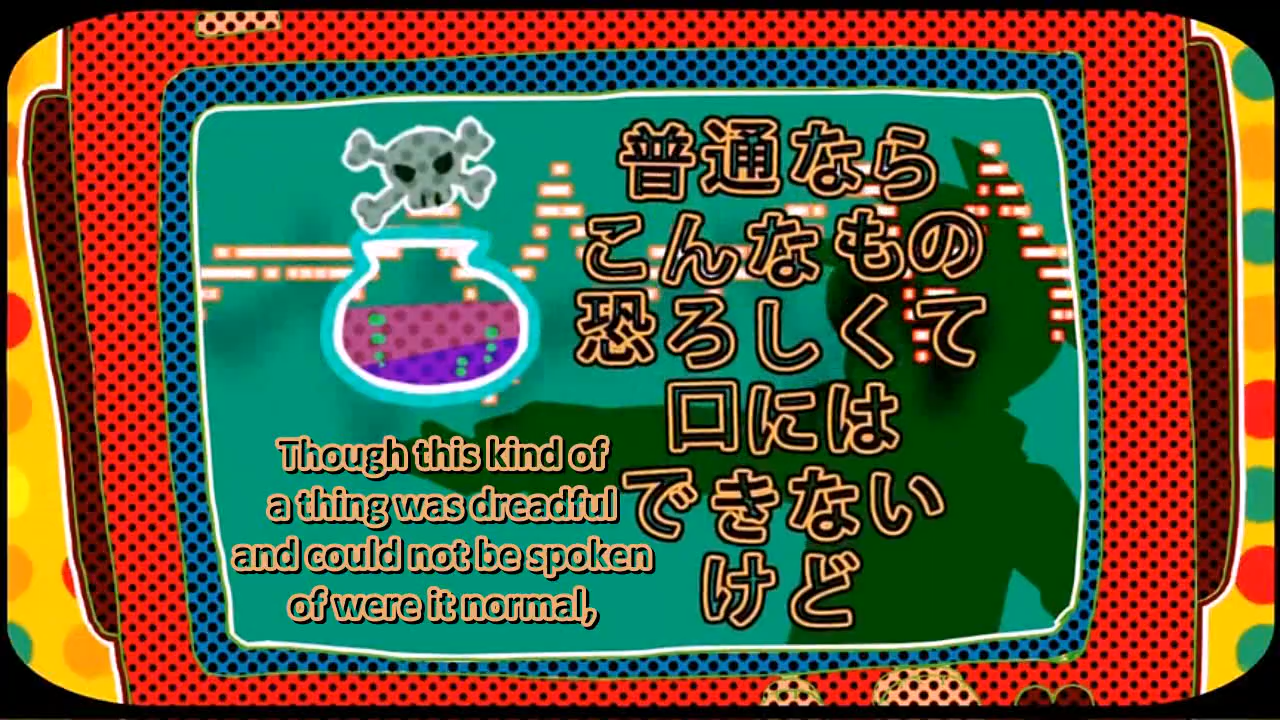 普通なら
こんなもの
恐ろしくて
口には
できない
けど
Though this kind of
a thing was dreadful
and could not be spoken
of were it normal,